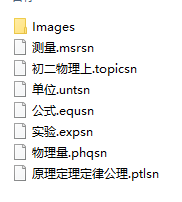 Images
测量.msrsn
初二物理上.topicsn
单位.untsn
公式.equsn
实验.expsn
物理量.phqsn
原理定理定律公理.ptlsn